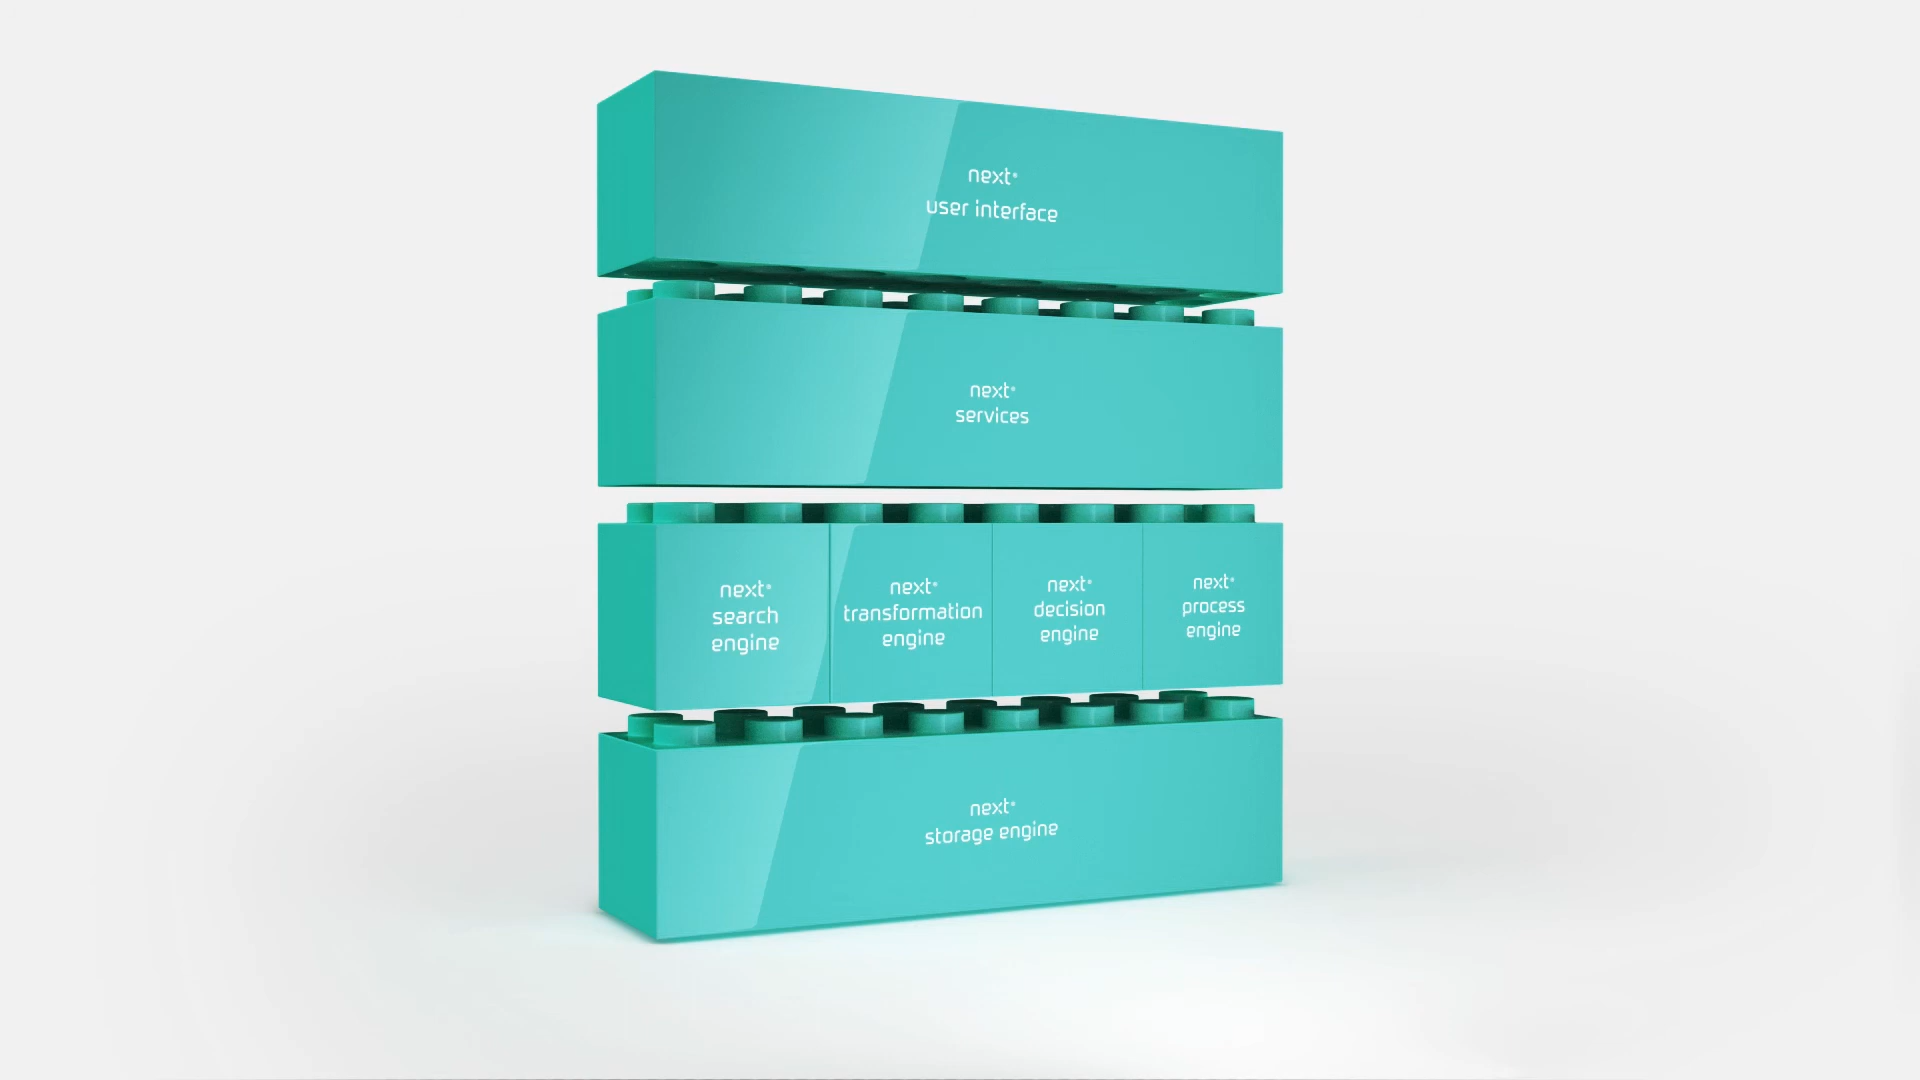 next®
user interface
next®
services
next®
search
engine
next®
transformation
engine
next®
decision
engine
next®
process
engine
next®
storage engine